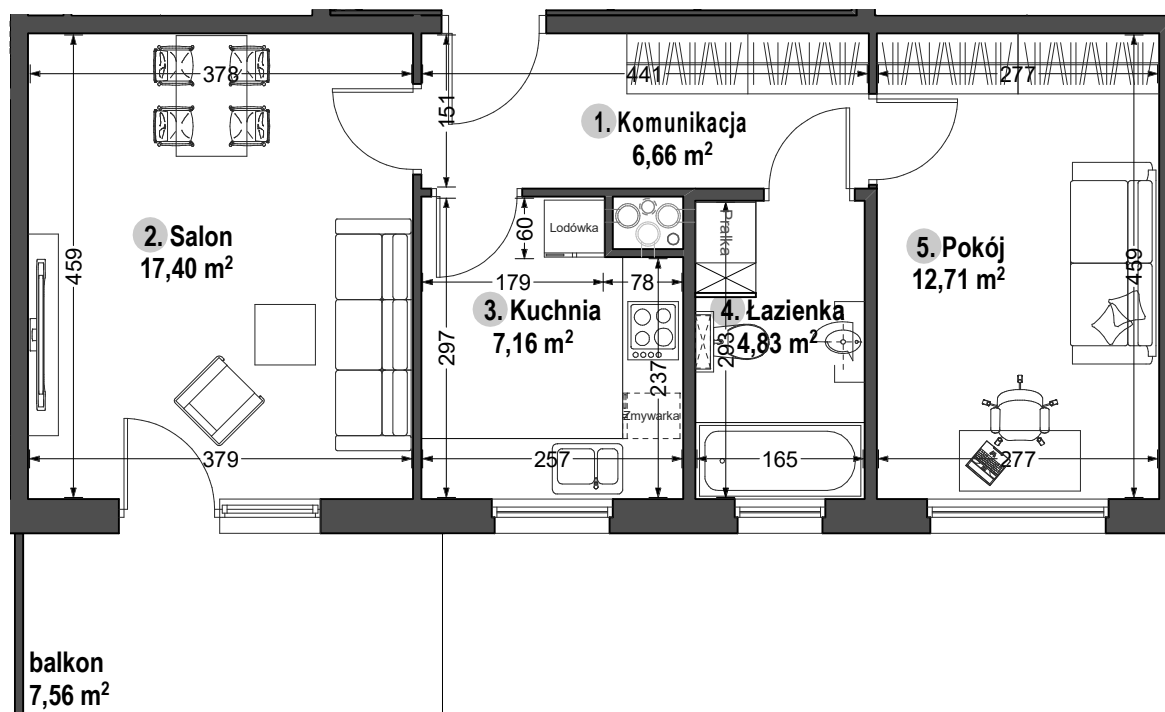 378
441
277
151
1. Komunikacja
6,66 m²
459
2. Salon
17,40 m²
60
Lodówka
Pralka
5. Pokój
12,71 m²
459
179
78
3. Kuchnia
7,16 m²
4. Łazienka
4,83 m²
297
237
293
Zmywarka
379
257
165
277
balkon
7,56 m²